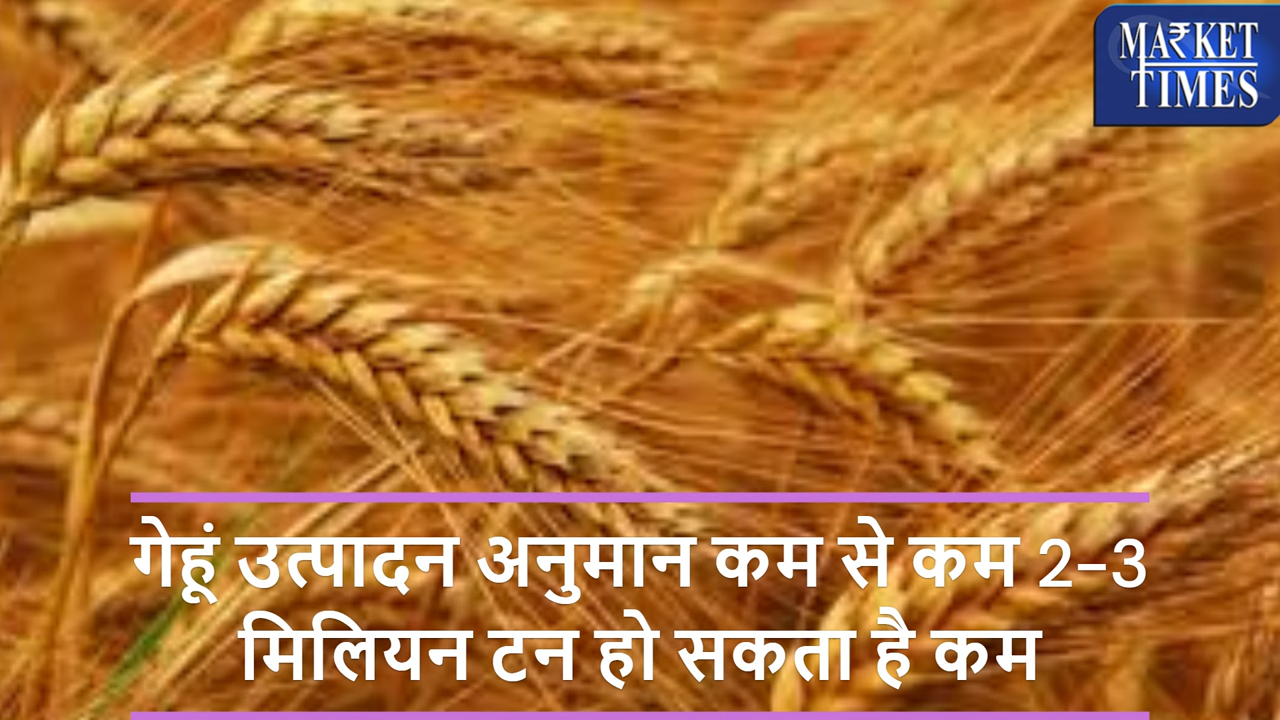 MA₹KET
TIMES
गेहूं उत्पादन अनुमान कम से कम 2-3
मिलियन टन हो सकता है कम